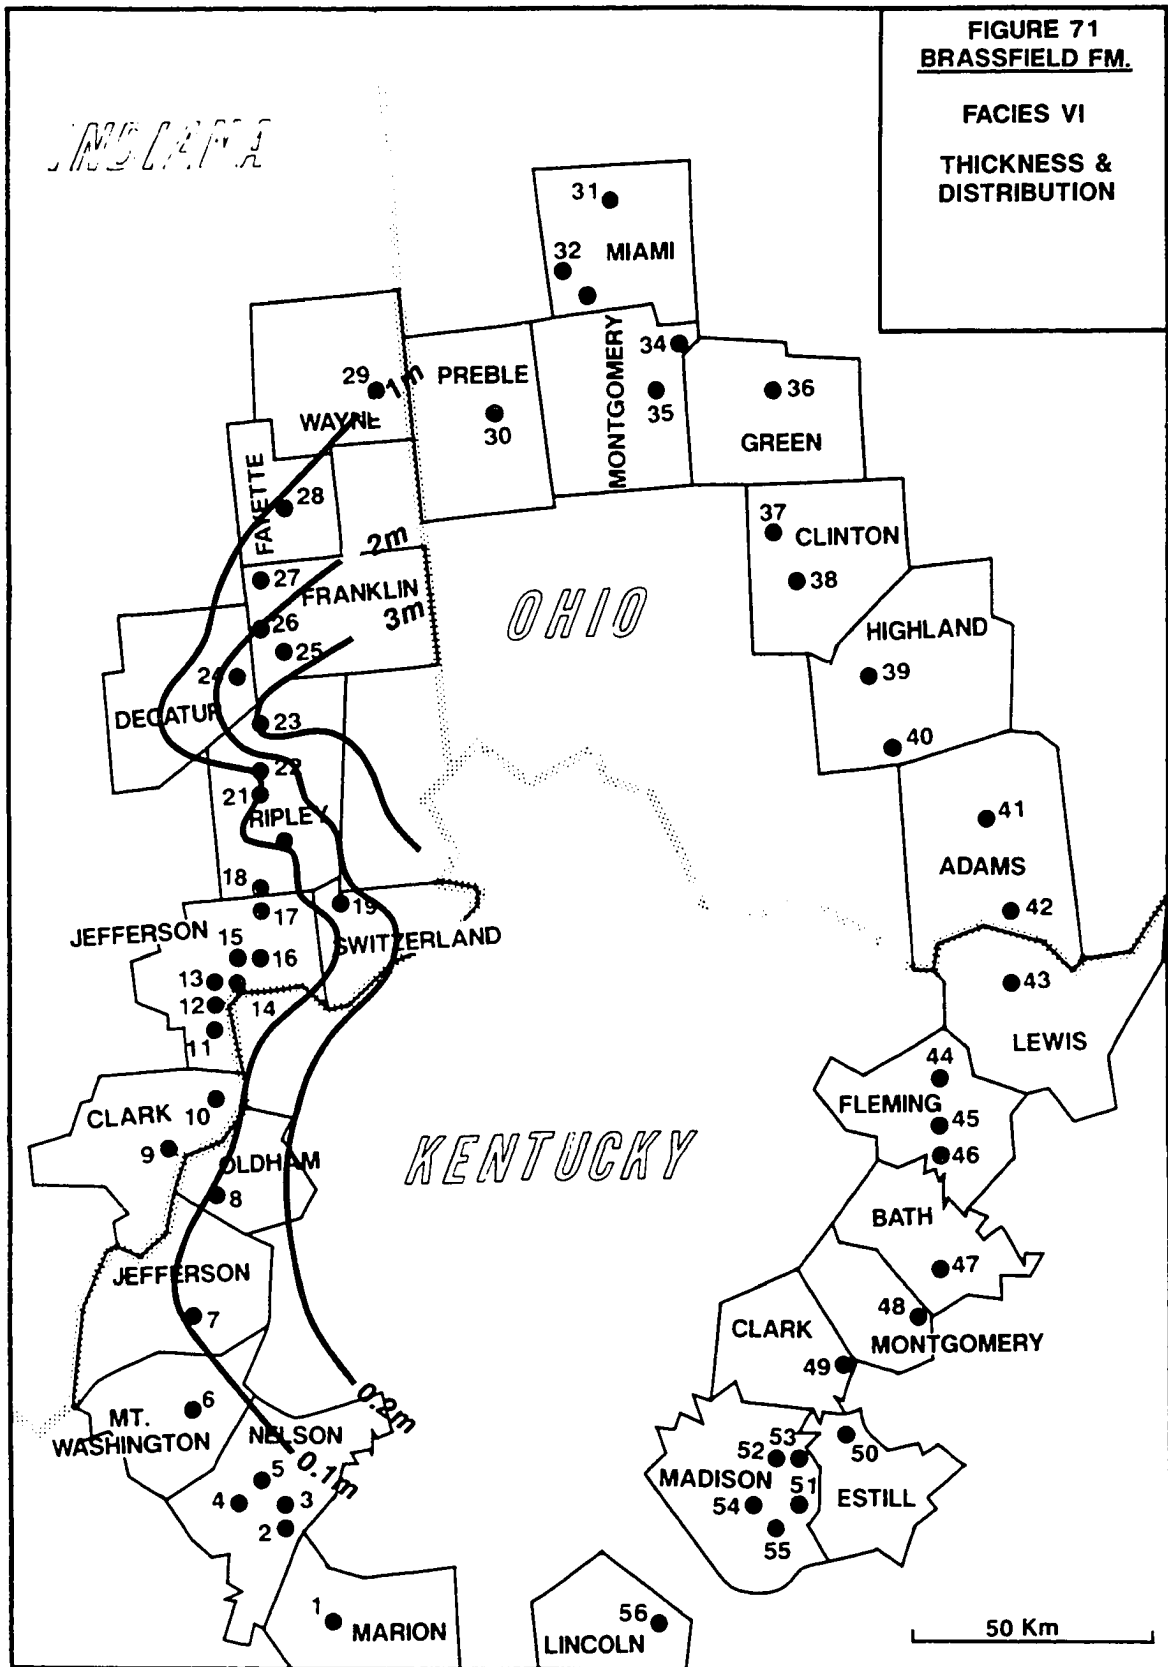 FIGURE 71
BRASSFIELD FM.
FACIES VI
THICKNESS &
DISTRIBUTION
INDIANA
31
32
MIAMI
MONTGOMERY
34
35
36
GREEN
29
1m
WAYNE
PREBLE
30
FAYETTE
28
37
CLINTON
38
2m
27
FRANKLIN
3m
26
25
OHIO
HIGHLAND
39
24
DECATUR
23
40
22
21
RIPLEY
41
ADAMS
18
19
17
42
JEFFERSON
15
16
SWITZERLAND
13
14
12
11
43
LEWIS
44
CLARK
10
FLEMING
45
9
OLDHAM
KENTUCKY
46
8
BATH
JEFFERSON
47
7
48
CLARK
MONTGOMERY
49
0.2m
6
MT.
WASHINGTON
NELSON
0.1m
53
50
52
5
MADISON
4
3
54
51
ESTILL
2
55
1
MARION
56
LINCOLN
50 Km